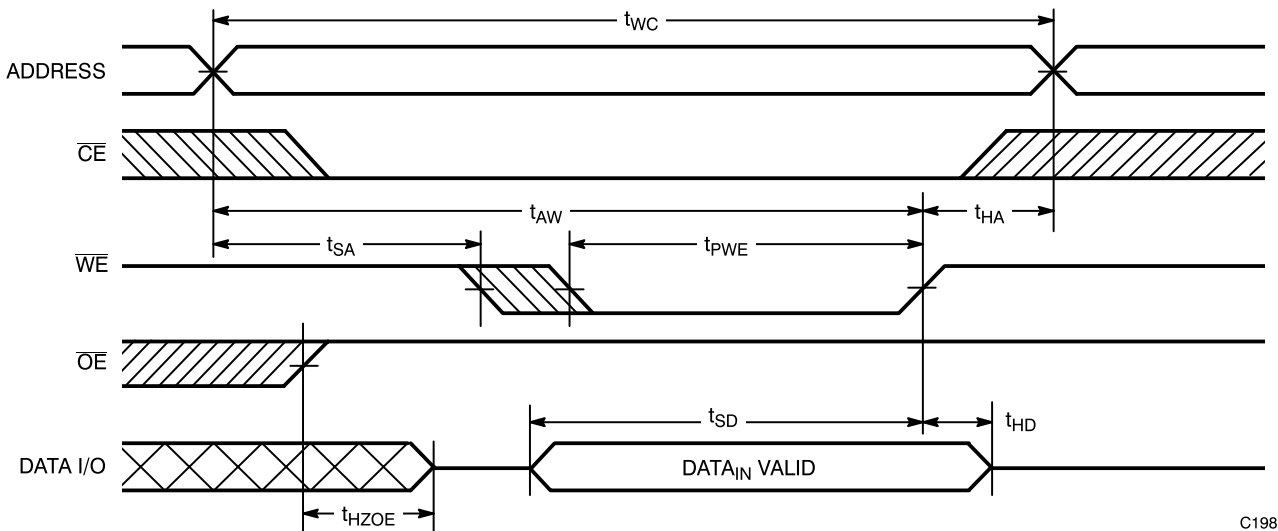 tWC
ADDRESS
CE
tAW
tHA
tSA
tPWE
WE
OE
tSD
tHD
DATA I/O
DATAIN VALID
tHZOE
C198